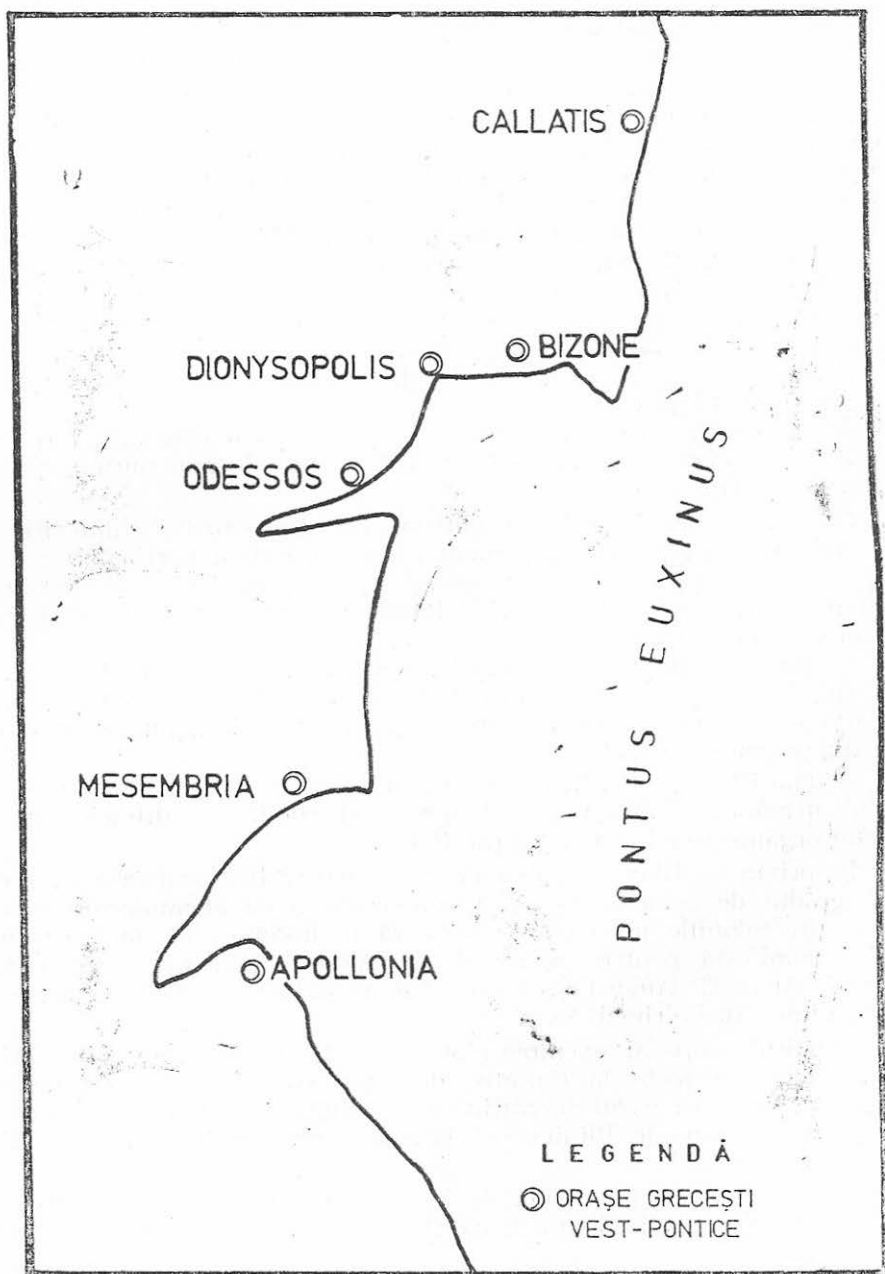 CALLATIS
BIZONE
DIONYSOPOLIS
ODESSOS
PONTUS EUXINUS
MESEMBRIA
APOLLONIA
LEGENDĂ
ORAȘE GRECEȘTI
VEST-PONTICE